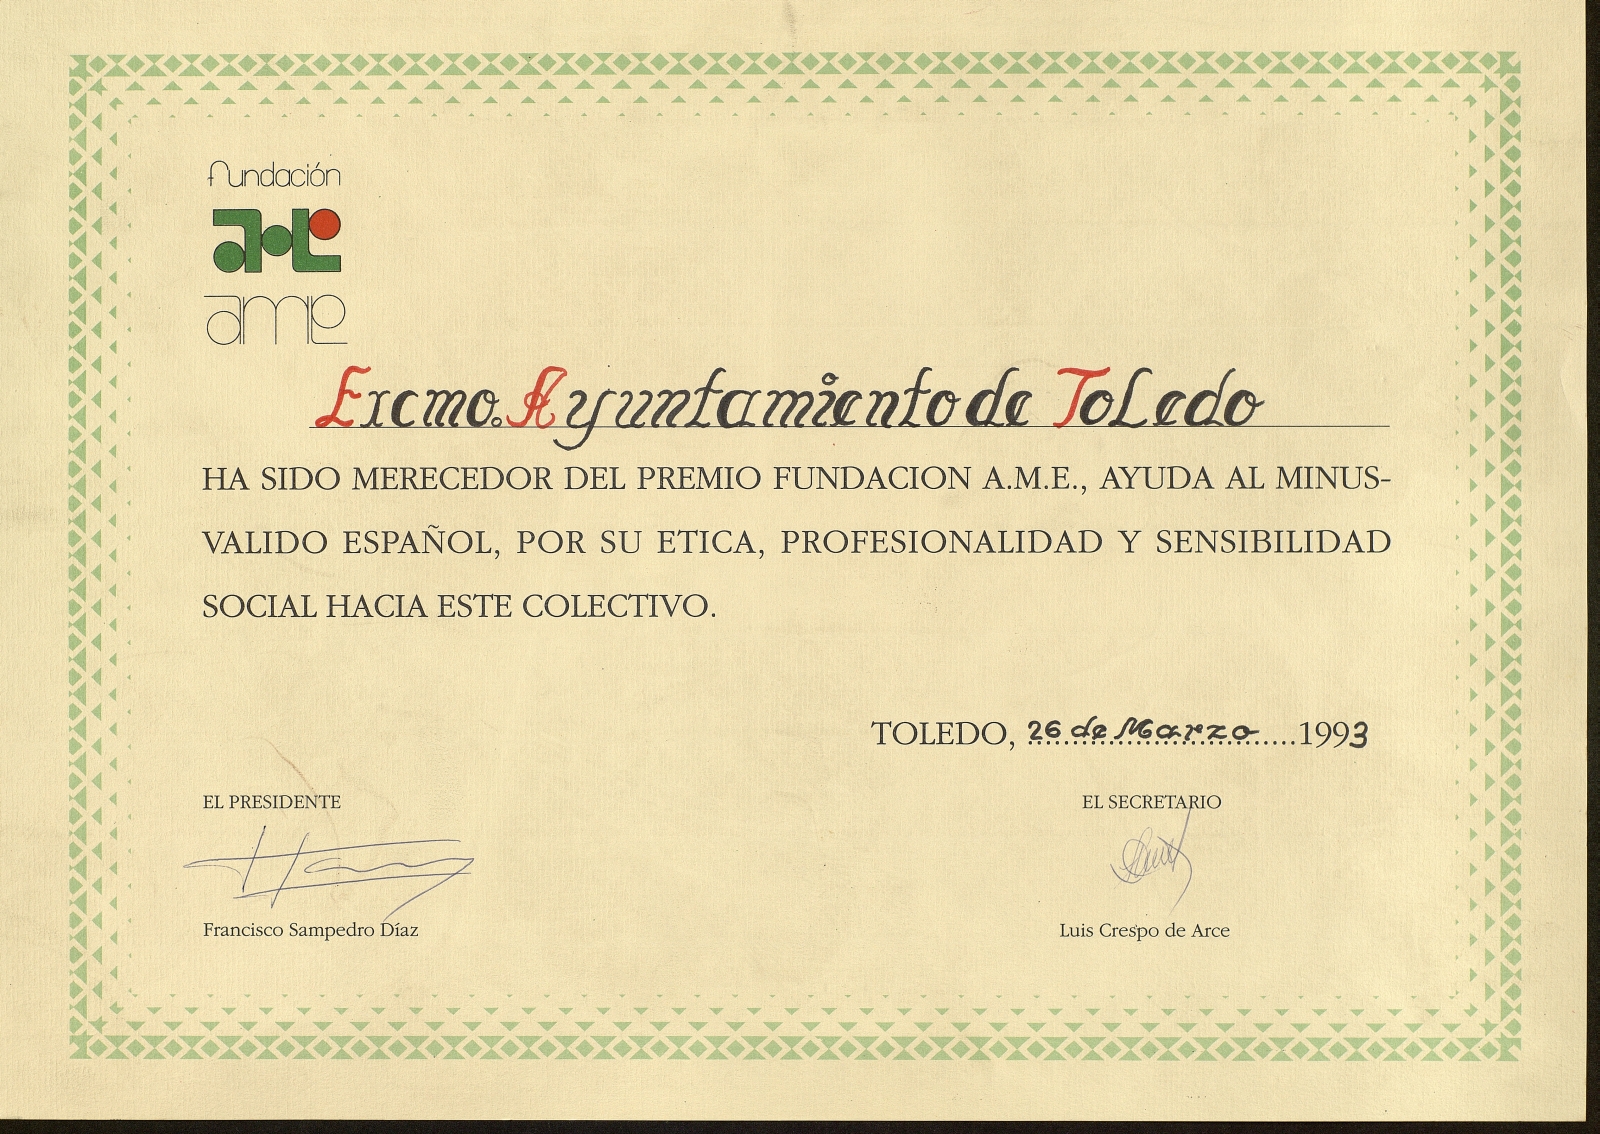 fundación
ame
Excmo. Ayuntamiento de Toledo
HA SIDO MERECEDOR DEL PREMIO FUNDACION A.M.E., AYUDA AL MINUS-
VALIDO ESPAÑOL, POR SU ETICA, PROFESIONALIDAD Y SENSIBILIDAD
SOCIAL HACIA ESTE COLECTIVO.
TOLEDO, 26 de Marzo 1993
EL PRESIDENTE EL SECRETARIO
Francisco Sampedro Díaz Luis Crespo de Arce